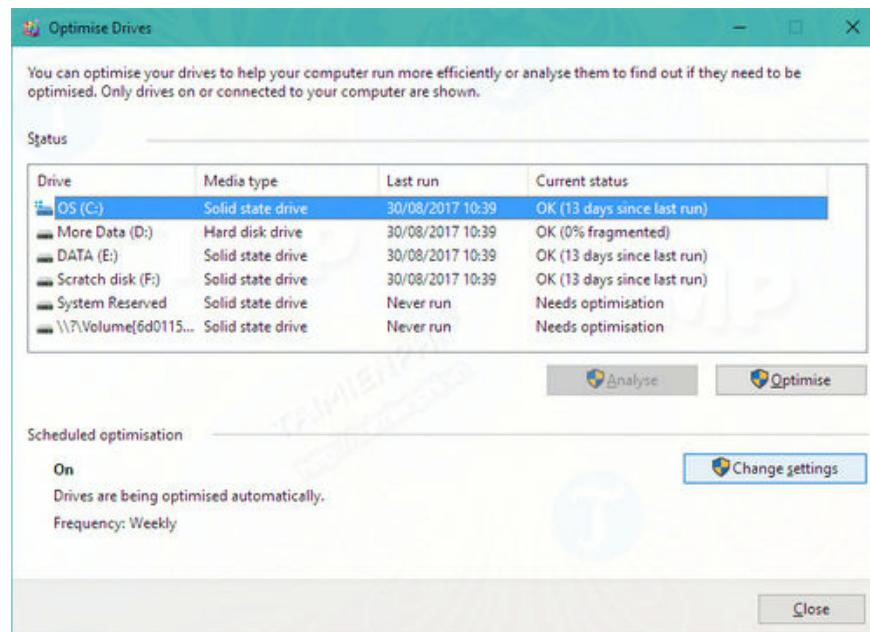 Optimise Drives
You can optimise your drives to help your computer run more efficiently or analyse them to find out if they need to be
optimised. Only drives on or connected to your computer are shown.
Status
Drive Media type Last run Current status
OS (C:) Solid state drive 30/08/2017 10:39 OK (13 days since last run)
More Data (D:) Hard disk drive 30/08/2017 10:39 OK (0% fragmented)
DATA (E:) Solid state drive 30/08/2017 10:39 OK (13 days since last run)
Scratch disk (F:) Solid state drive 30/08/2017 10:39 OK (13 days since last run)
System Reserved Solid state drive Never run Needs optimisation
\\?\Volume{6d0115... Solid state drive Never run Needs optimisation
Analyse Optimise
Scheduled optimisation
On Change settings
Drives are being optimised automatically.
Frequency: Weekly
Close